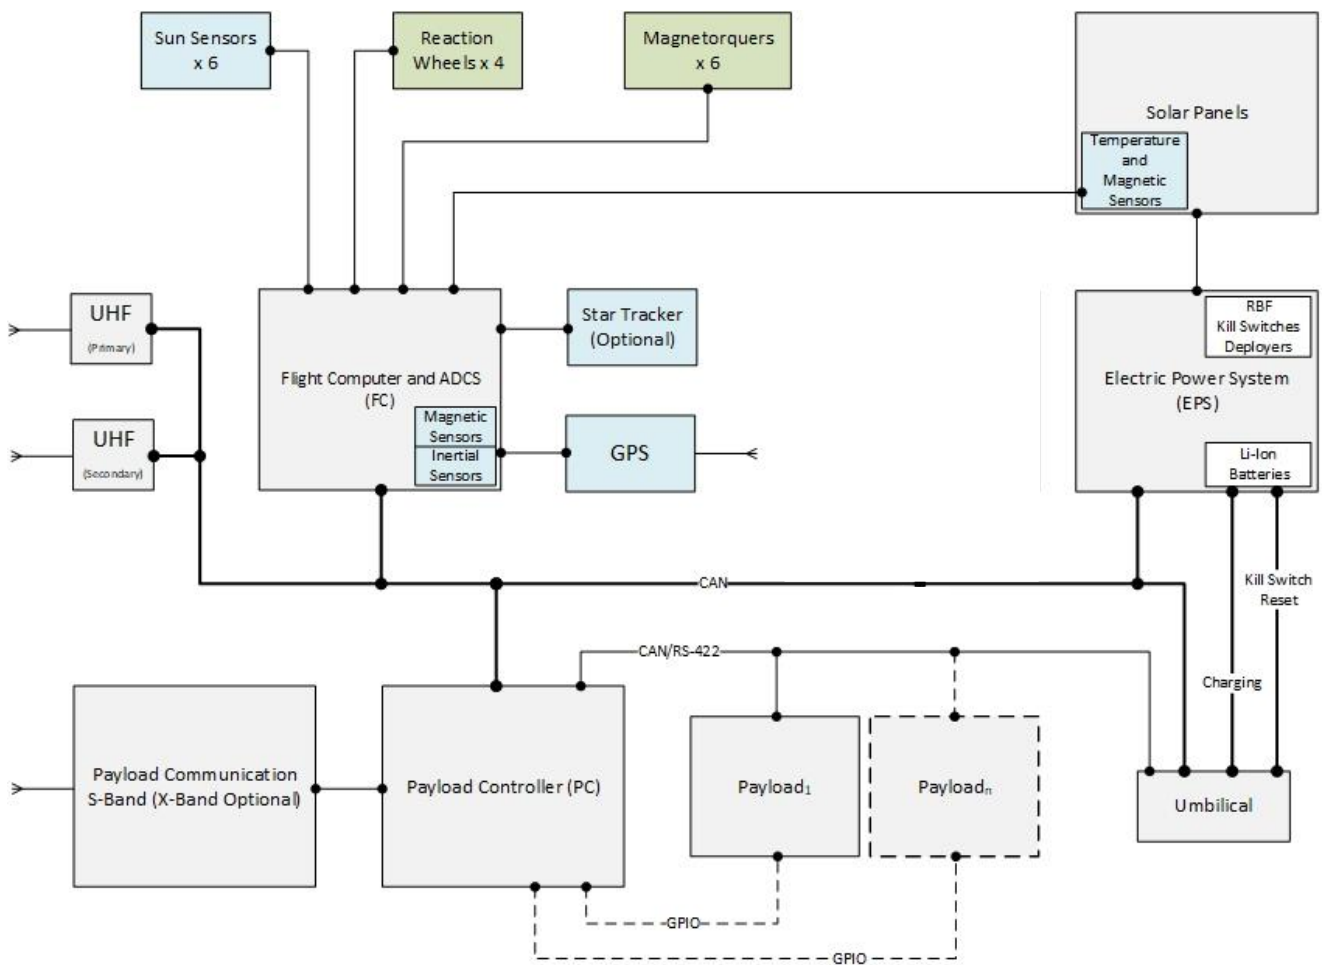 Sun Sensors
x 6
Reaction
Wheels x 4
Magnetorquers
x 6
Solar Panels
Temperature
and
Magnetic
Sensors
UHF
(Primary)
UHF
(Secondary)
Flight Computer and ADCS
(FC)
Magnetic
Sensors
Inertial
Sensors
Star Tracker
(Optional)
GPS
RBF
Kill Switches
Deployers
Electric Power System
(EPS)
Li-Ion
Batteries
CAN
Kill Switch
Reset
CAN/RS-422
Charging
Payload Communication
S-Band (X-Band Optional)
Payload Controller (PC)
Payload₁
Payloadₙ
Umbilical
GPIO
GPIO